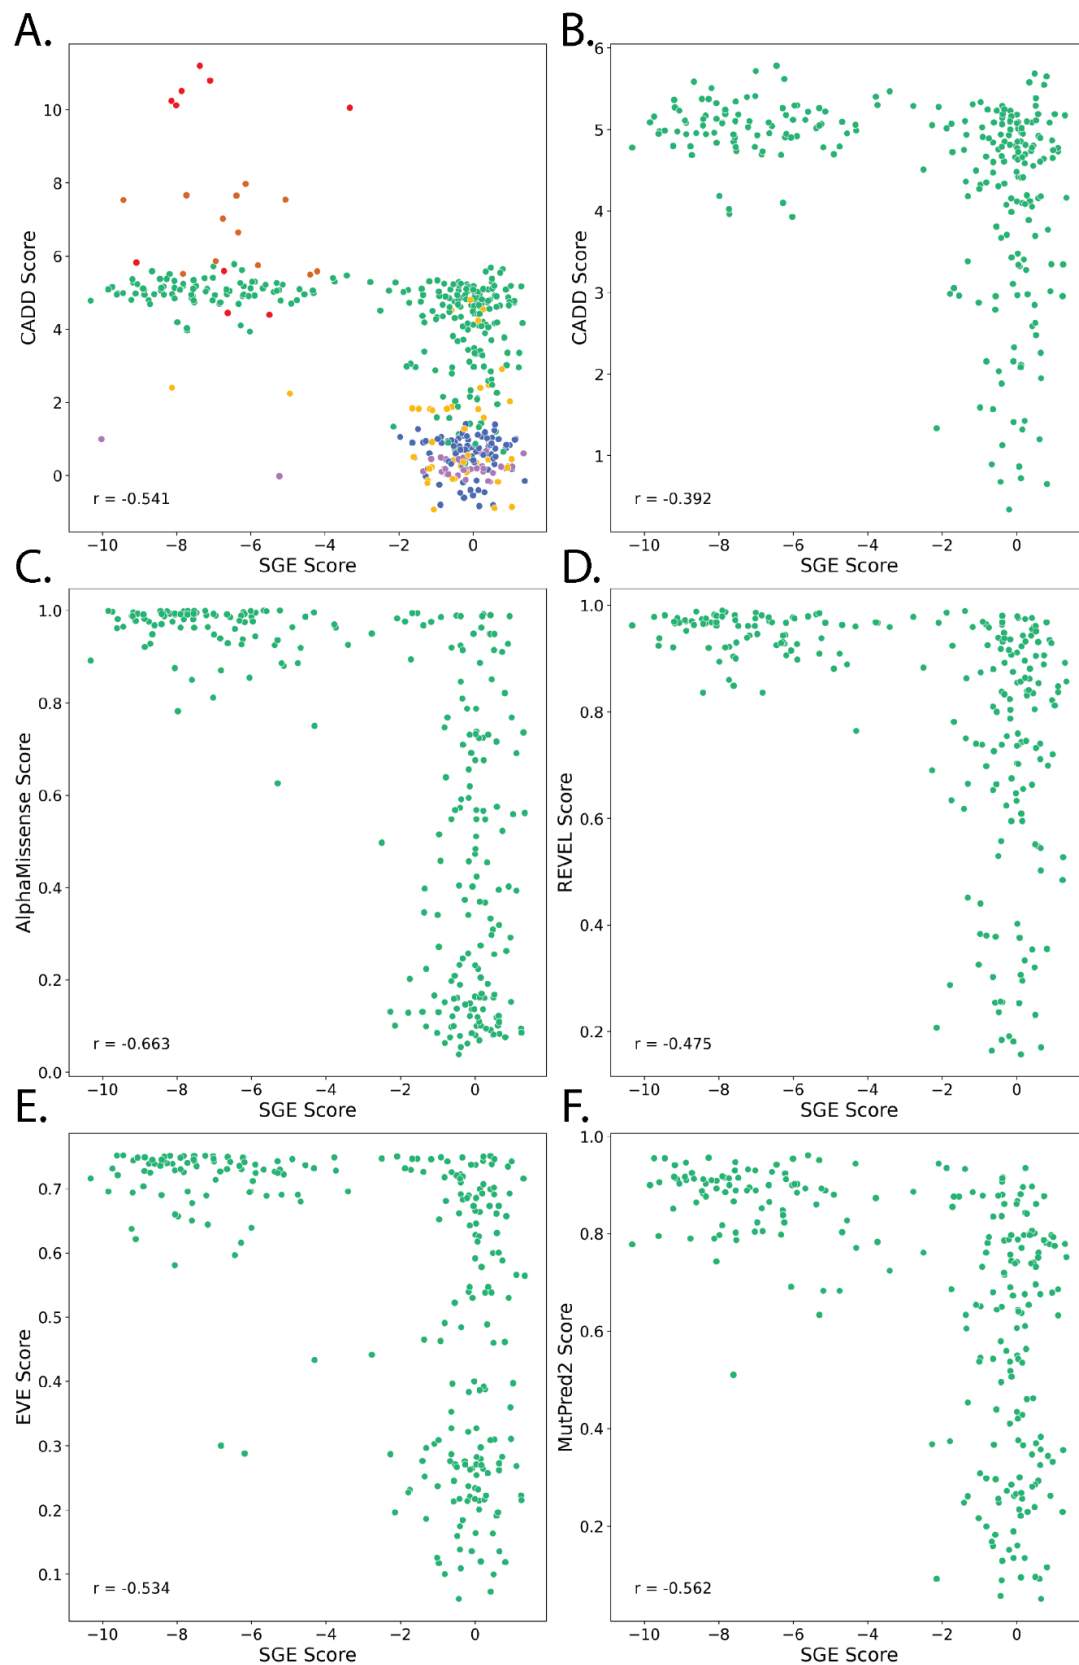 A.
CADD Score
10
8
6
4
2
0
r = -0.541
−10 −8 −6 −4 −2 0
SGE Score
B.
CADD Score
6
5
4
3
2
1
r = -0.392
−10 −8 −6 −4 −2 0
SGE Score
C.
AlphaMissense Score
1.0
0.8
0.6
0.4
0.2
0.0
r = -0.663
−10 −8 −6 −4 −2 0
SGE Score
D.
REVEL Score
1.0
0.8
0.6
0.4
0.2
r = -0.475
−10 −8 −6 −4 −2 0
SGE Score
E.
EVE Score
0.7
0.6
0.5
0.4
0.3
0.2
0.1
r = -0.534
−10 −8 −6 −4 −2 0
SGE Score
F.
MutPred2 Score
1.0
0.8
0.6
0.4
0.2
r = -0.562
−10 −8 −6 −4 −2 0
SGE Score